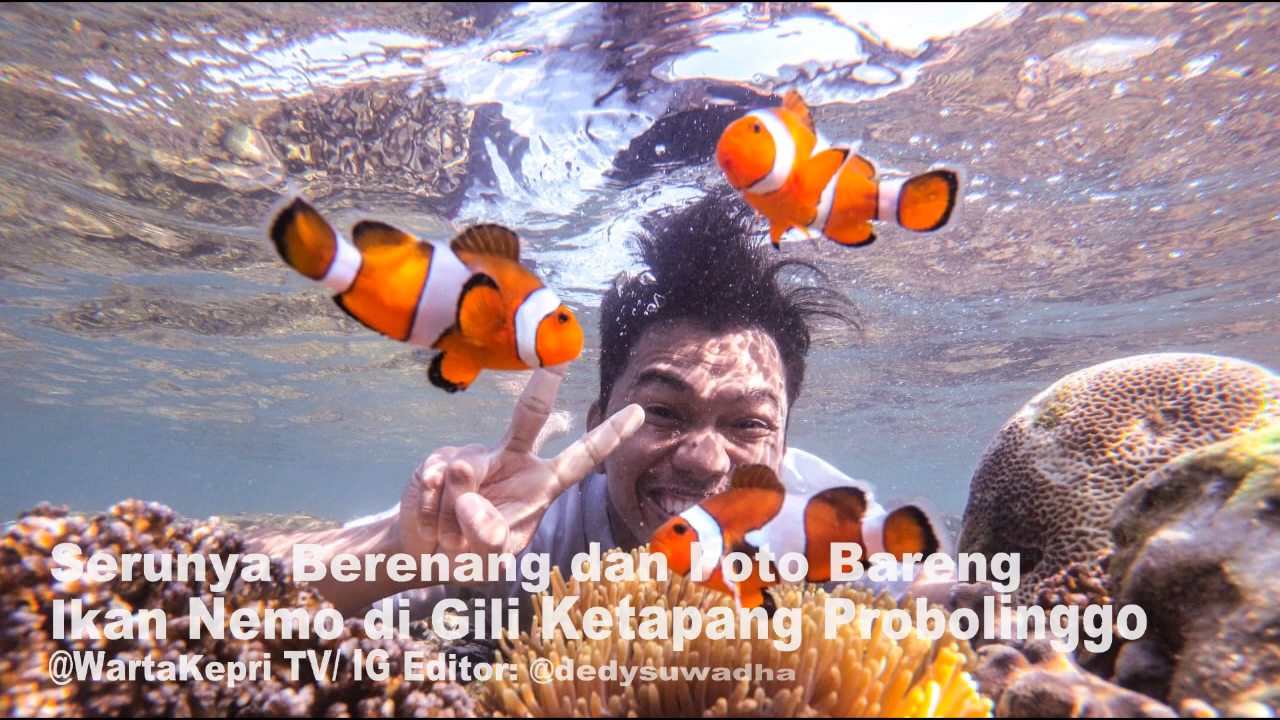 Serunya Berenang dan Foto Bareng
Ikan Nemo di Gili Ketapang Probolinggo
@WartaKepri TV/ IG Editor: @dedysuwadha